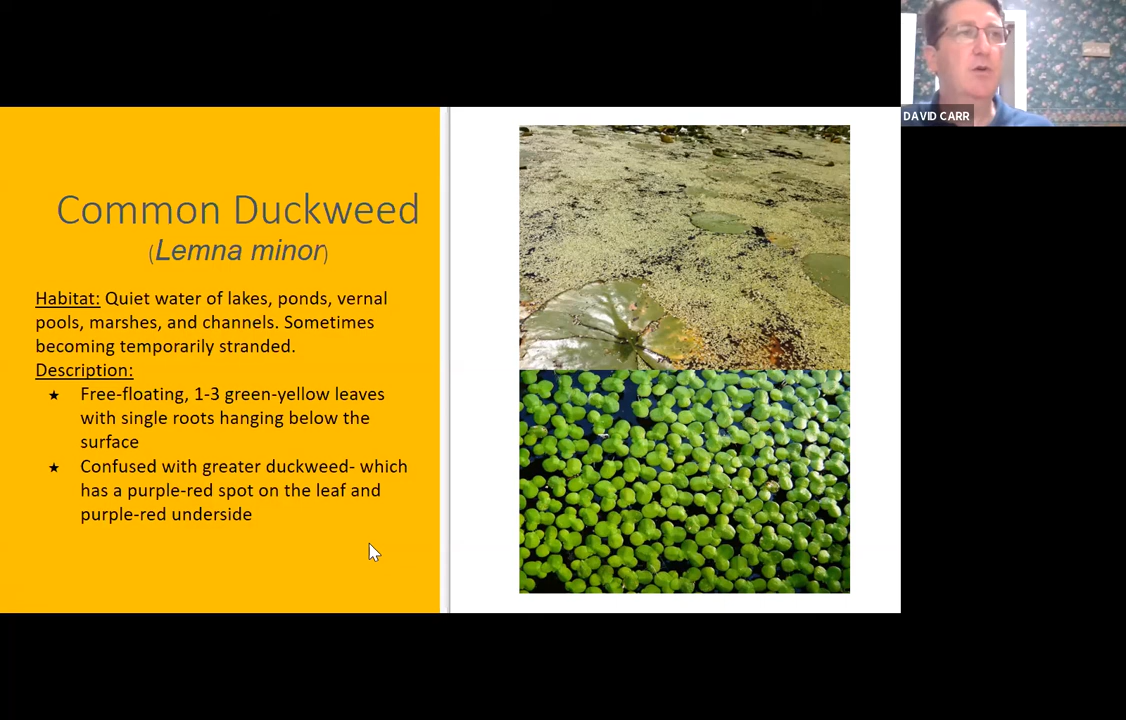 DAVID CARR
Common Duckweed
(Lemna minor)
Habitat: Quiet water of lakes, ponds, vernal
pools, marshes, and channels. Sometimes
becoming temporarily stranded.
Description:
★ Free-floating, 1-3 green-yellow leaves
with single roots hanging below the
surface
★ Confused with greater duckweed- which
has a purple-red spot on the leaf and
purple-red underside